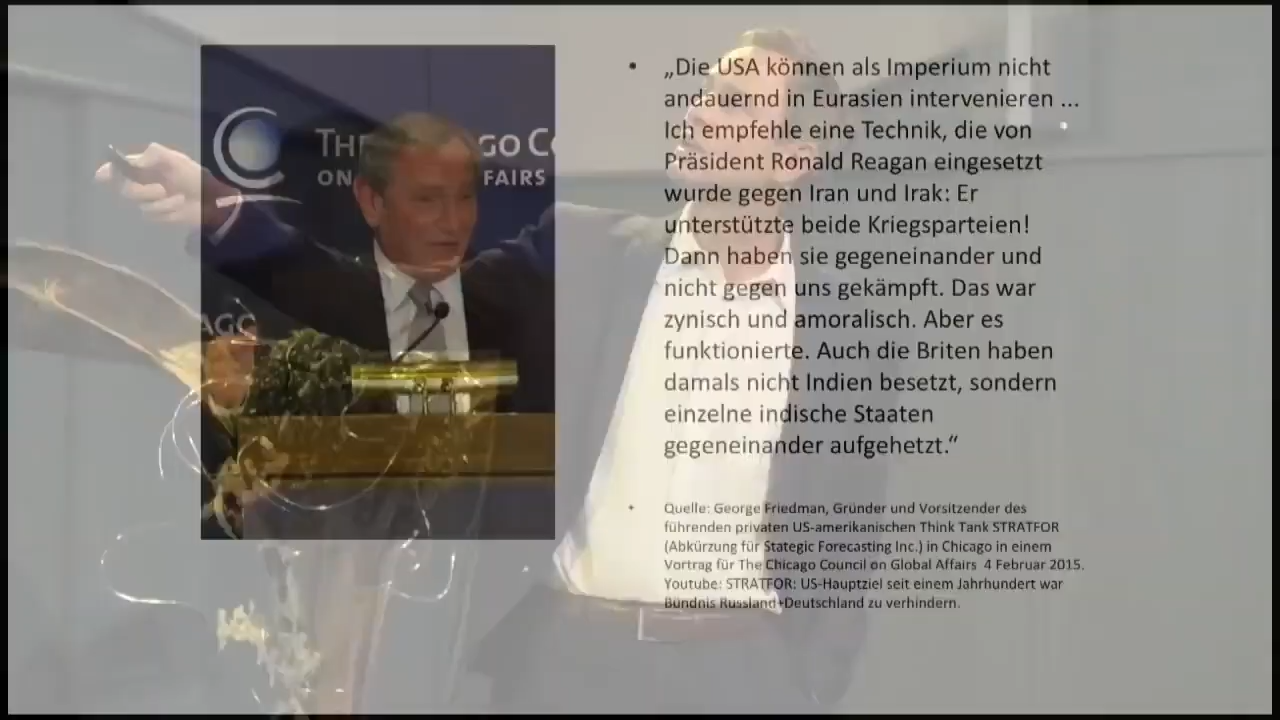 THE CHICAGO CO
ON FAIRS
AGO
• „Die USA können als Imperium nicht
andauernd in Eurasien intervenieren ...
Ich empfehle eine Technik, die von
Präsident Ronald Reagan eingesetzt
wurde gegen Iran und Irak: Er
unterstützte beide Kriegsparteien!
Dann haben sie gegeneinander und
nicht gegen uns gekämpft. Das war
zynisch und amoralisch. Aber es
funktionierte. Auch die Briten haben
damals nicht Indien besetzt, sondern
einzelne indische Staaten
gegeneinander aufgehetzt.“
• Quelle: George Friedman, Gründer und Vorsitzender des
führenden privaten US-amerikanischen Think Tank STRATFOR
(Abkürzung für Stategic Forecasting Inc.) in Chicago in einem
Vortrag für The Chicago Council on Global Affairs 4 Februar 2015.
Youtube: STRATFOR: US-Hauptziel seit einem Jahrhundert war
Bündnis Russland+Deutschland zu verhindern.